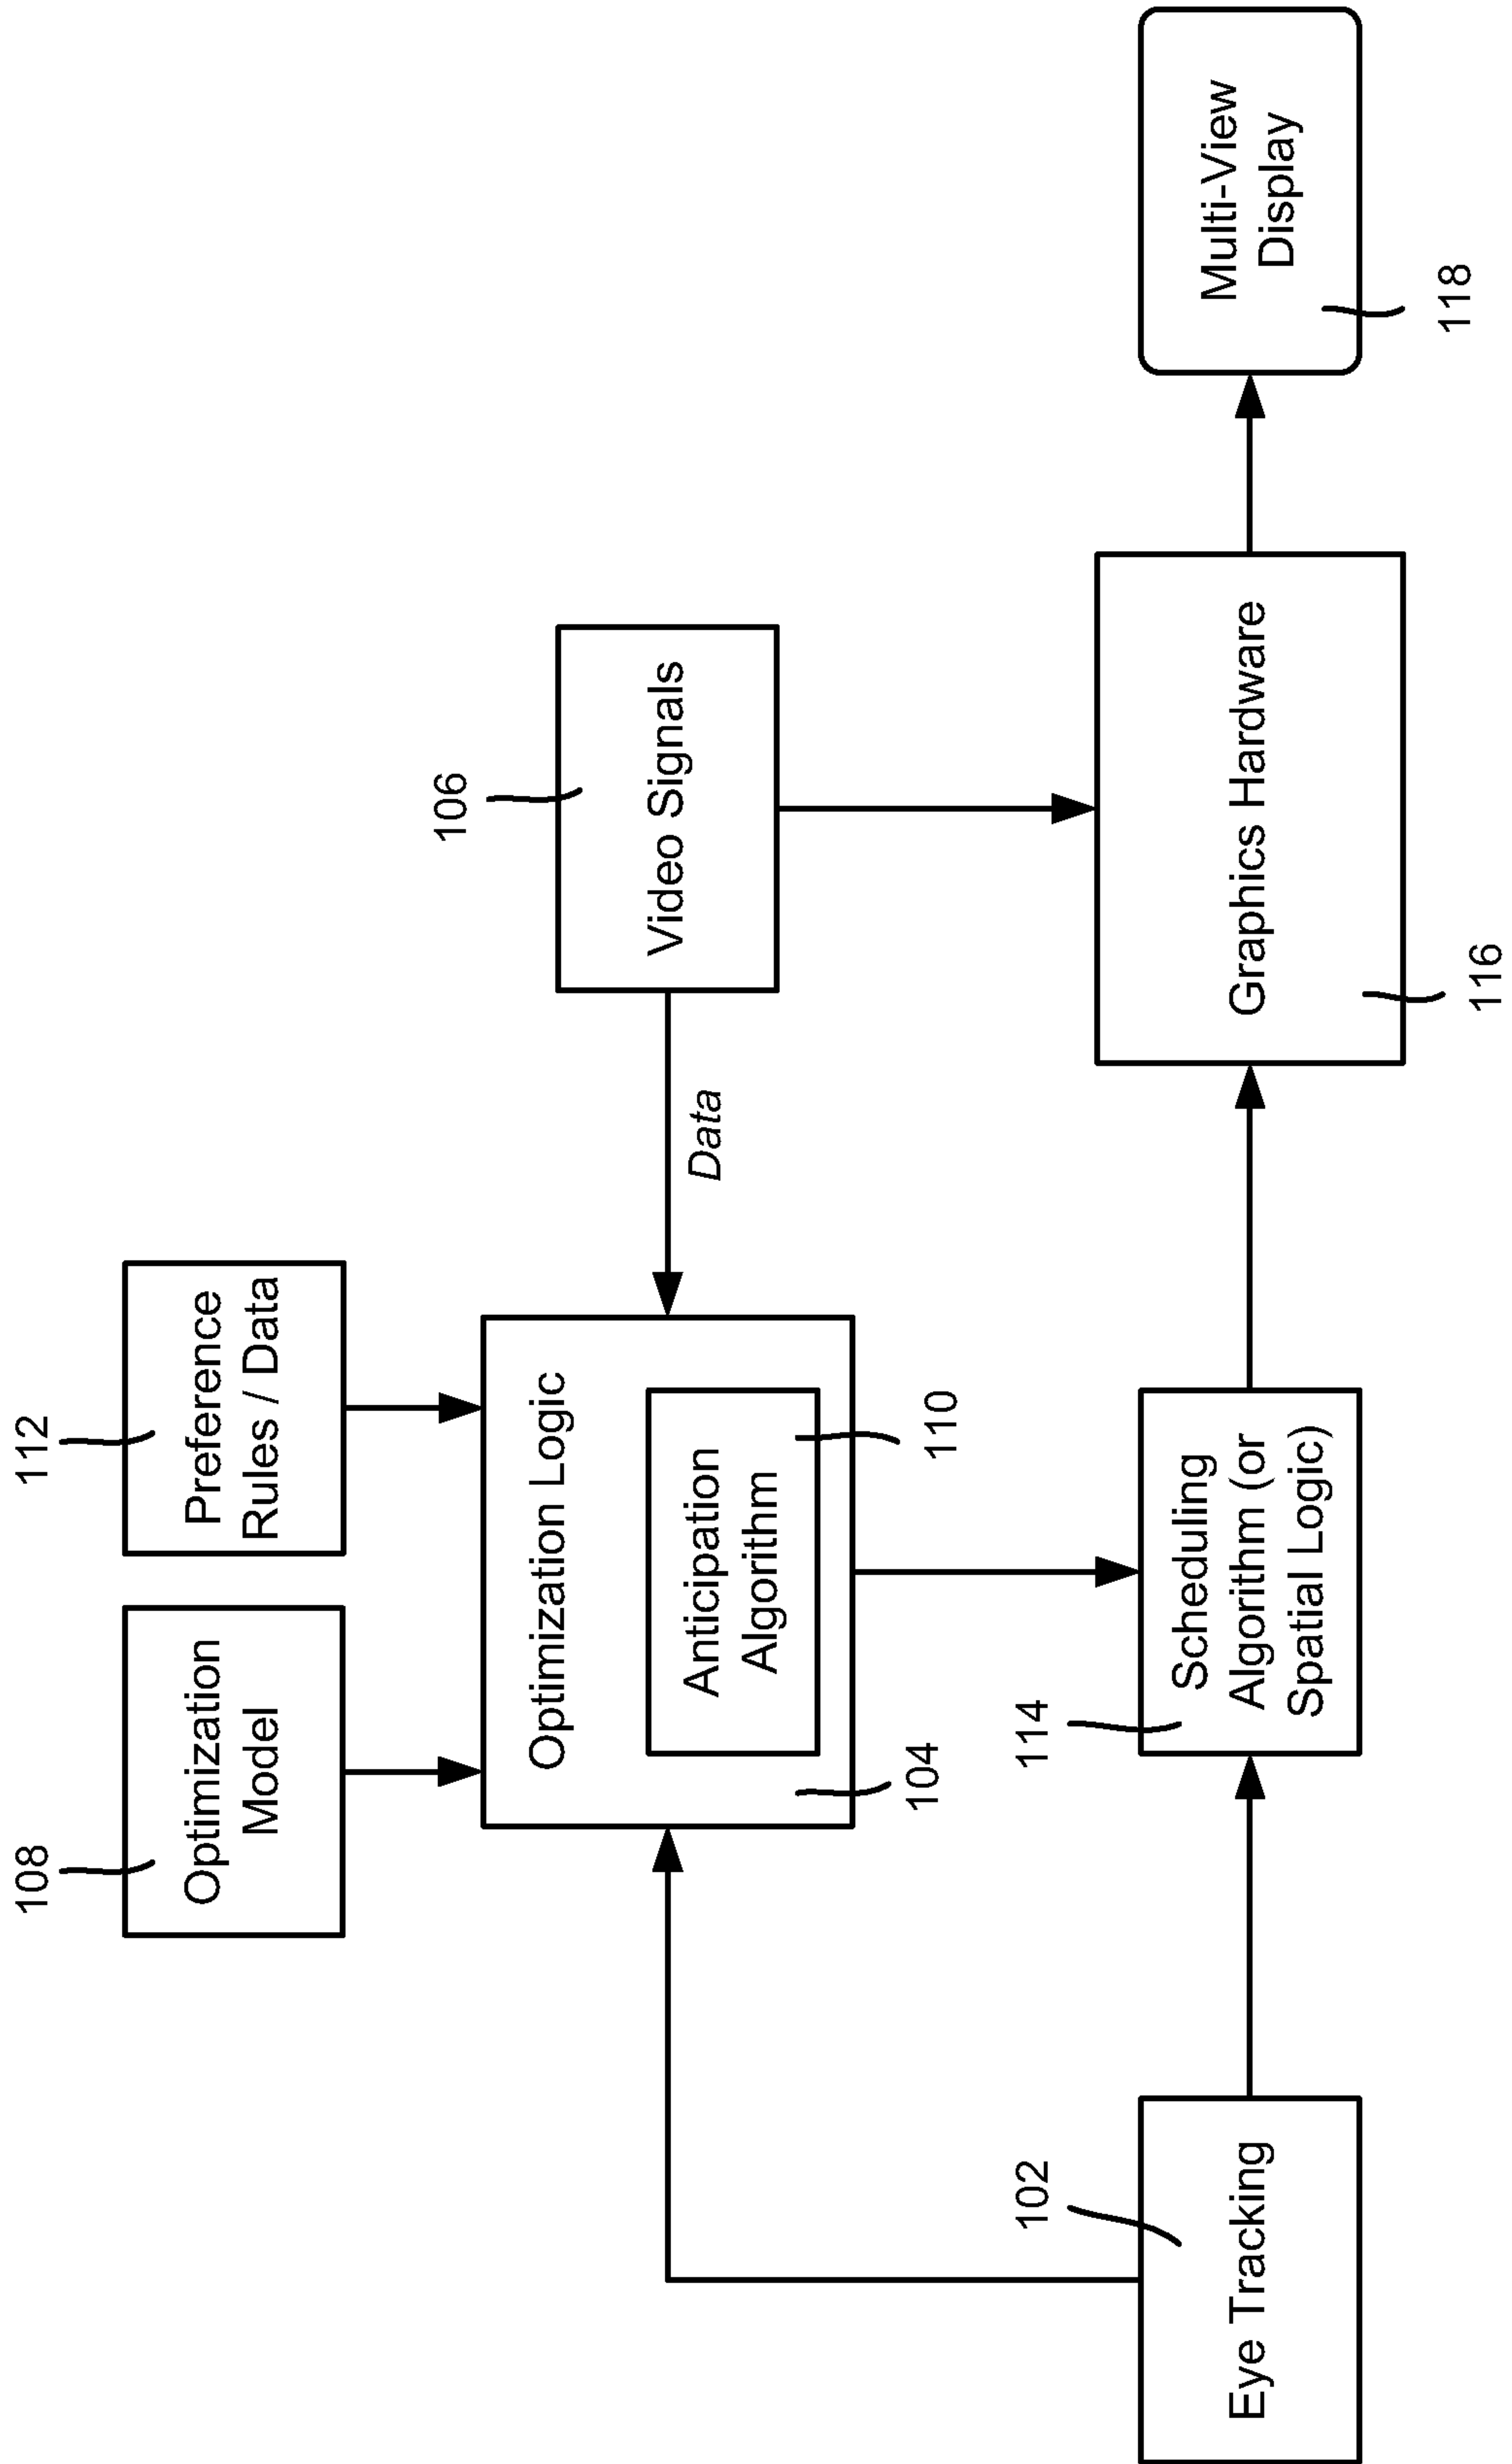 108
Optimization
Model
112
Preference
Rules / Data
Optimization Logic
Anticipation
Algorithm
110
104
Data
106
Video Signals
102
Eye Tracking
114
Scheduling
Algorithm (or
Spatial Logic)
Graphics Hardware
116
Multi-View
Display
118